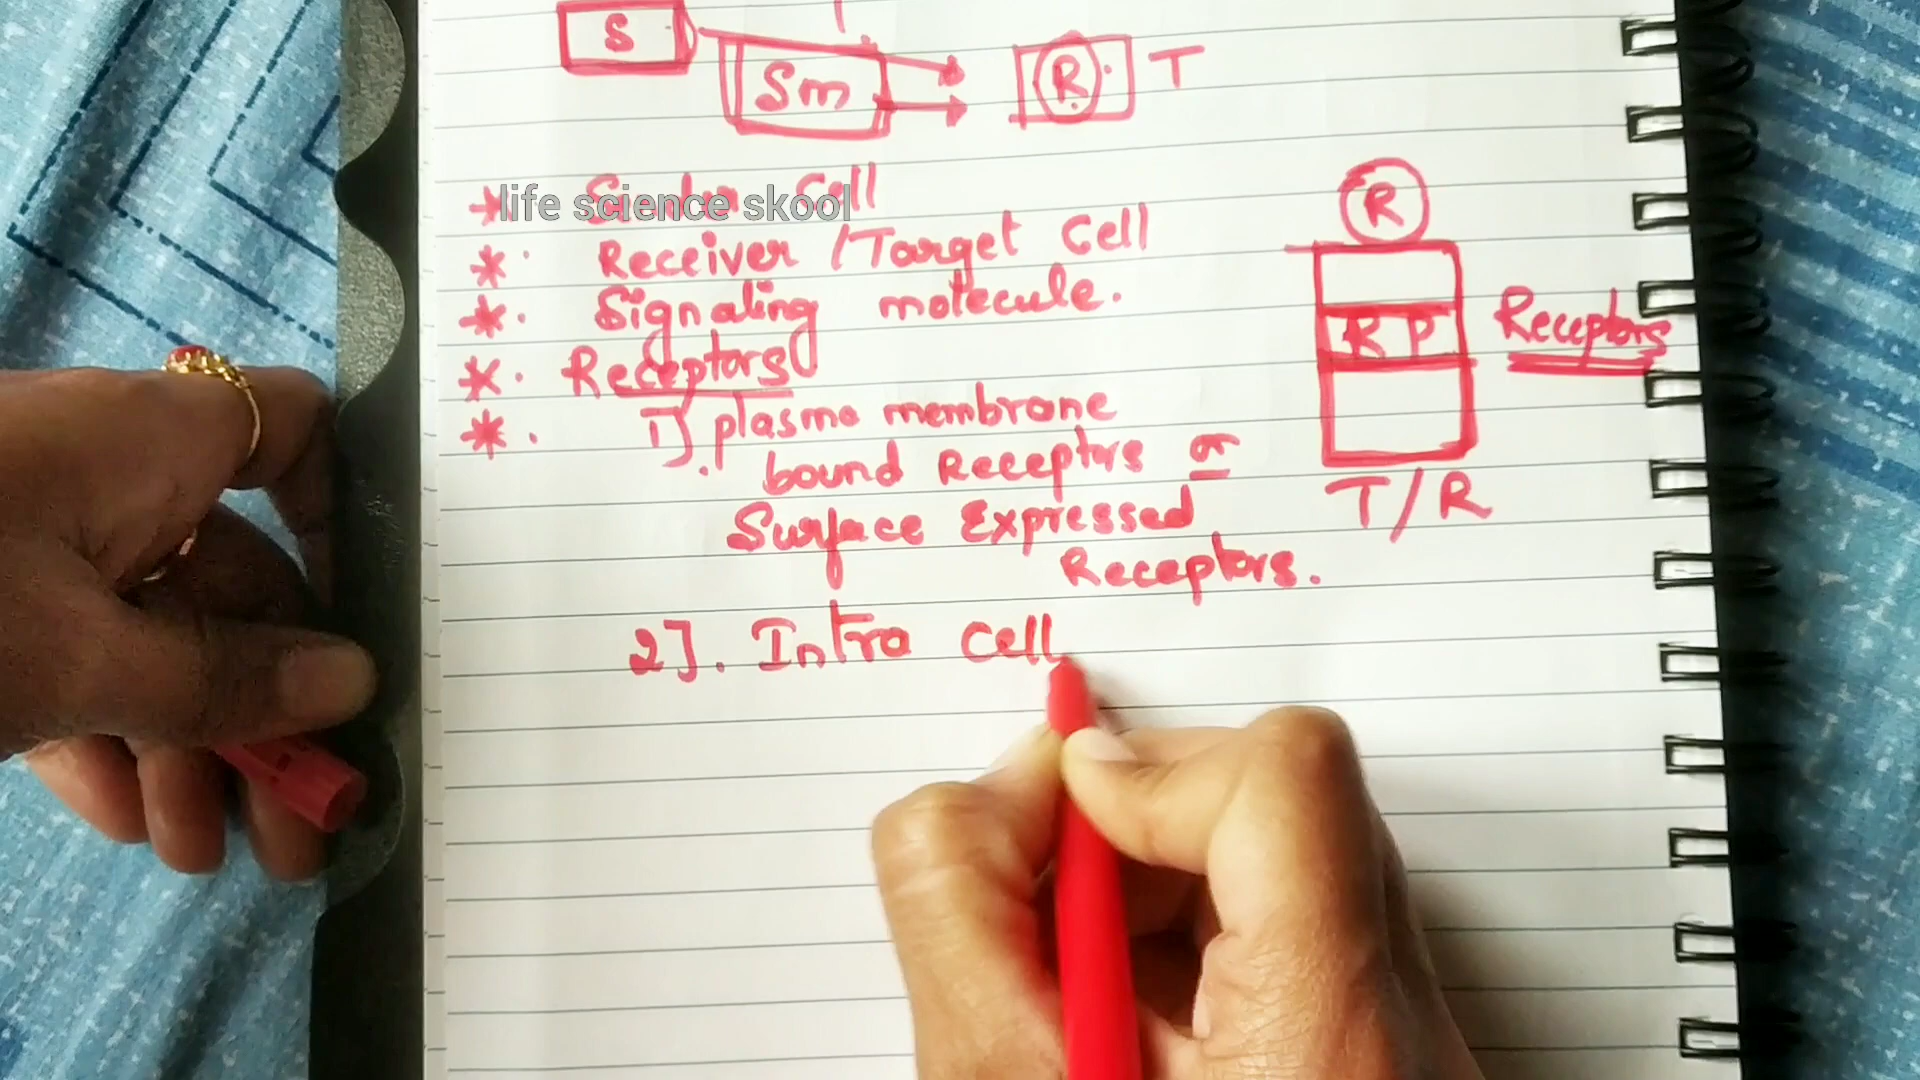 S
Sm
R
T
* Sender Cell
life science skool
*. Receiver /Target Cell
*. Signaling molecule.
*. Receptors
*. 1]. plasma membrane
bound Receptors or
Surface Expressed
Receptors.
2]. Intra Cell
R
R P
Receptors
T/R